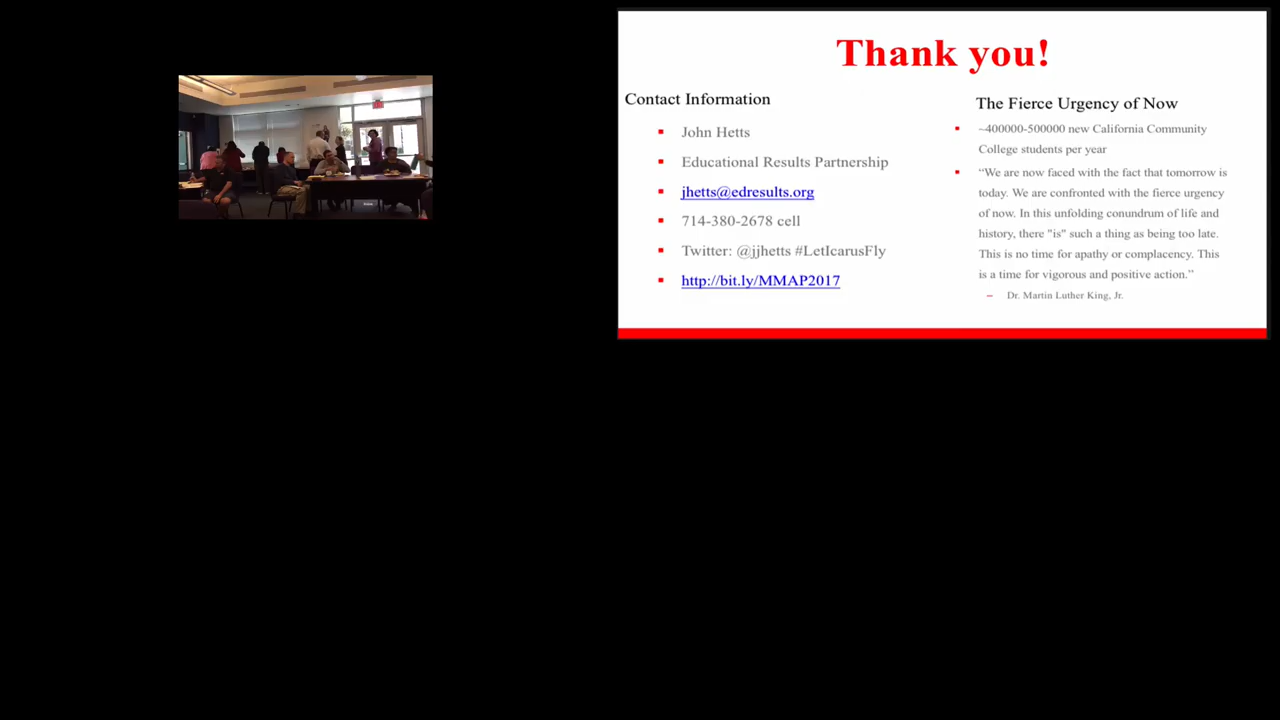 Thank you!
Contact Information
John Hetts
Educational Results Partnership
jhetts@edresults.org
714-380-2678 cell
Twitter: @jjhetts #LetIcarusFly
http://bit.ly/MMAP2017
The Fierce Urgency of Now
~400000-500000 new California Community
College students per year
“We are now faced with the fact that tomorrow is
today. We are confronted with the fierce urgency
of now. In this unfolding conundrum of life and
history, there "is" such a thing as being too late.
This is no time for apathy or complacency. This
is a time for vigorous and positive action.”
– Dr. Martin Luther King, Jr.